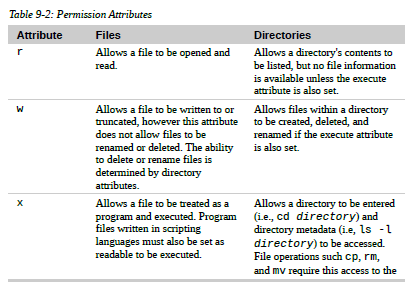 Table 9-2: Permission Attributes
Attribute Files Directories
r Allows a file to be opened and Allows a directory's contents to
read. be listed, but no file information
is available unless the execute
attribute is also set.
w Allows a file to be written to or Allows files within a directory
truncated, however this attribute to be created, deleted, and
does not allow files to be renamed if the execute attribute
renamed or deleted. The ability is also set.
to delete or rename files is
determined by directory
attributes.
x Allows a file to be treated as a Allows a directory to be entered
program and executed. Program (i.e., cd directory) and
files written in scripting directory metadata (i.e, ls -l
languages must also be set as directory) to be accessed.
readable to be executed. File operations such cp, rm,
and mv require this access to the